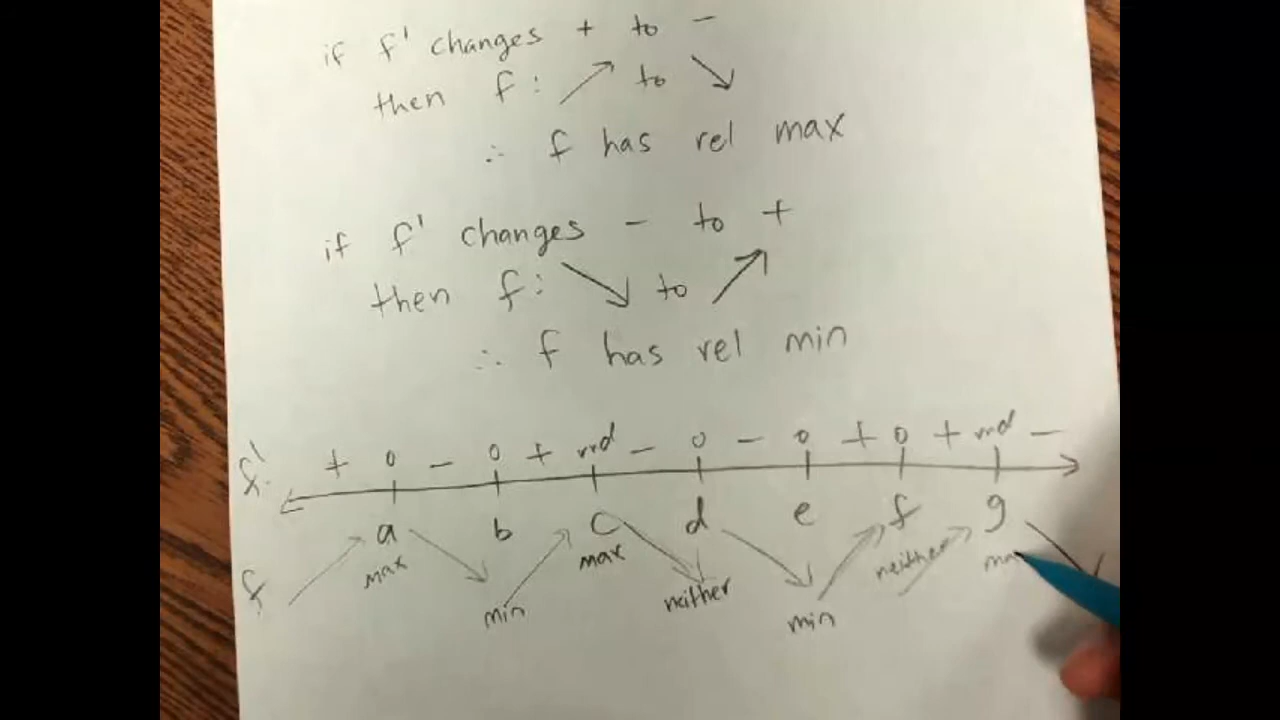 if f' changes + to −
then f: ↗ to ↘
∴ f has rel max
if f' changes − to +
then f: ↘ to ↗
∴ f has rel min
f' + 0 − 0 + und − 0 − 0 + 0 + und −
a b c d e f g
f max min max neither min neither max